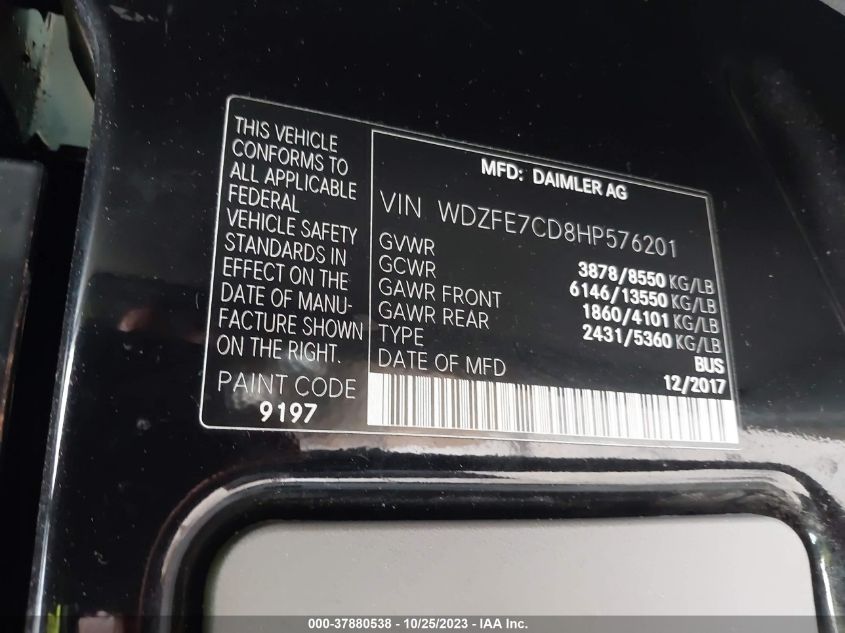 THIS VEHICLE
CONFORMS TO
ALL APPLICABLE
FEDERAL
VEHICLE SAFETY
STANDARDS IN
EFFECT ON THE
DATE OF MANU-
FACTURE SHOWN
ON THE RIGHT.
PAINT CODE
9197
MFD: DAIMLER AG
VIN WDZFE7CD8HP576201
GVWR 3878/8550 KG/LB
GCWR 6146/13550 KG/LB
GAWR FRONT 1860/4101 KG/LB
GAWR REAR 2431/5360 KG/LB
TYPE BUS
DATE OF MFD 12/2017
000-37880538 - 10/25/2023 - IAA Inc.